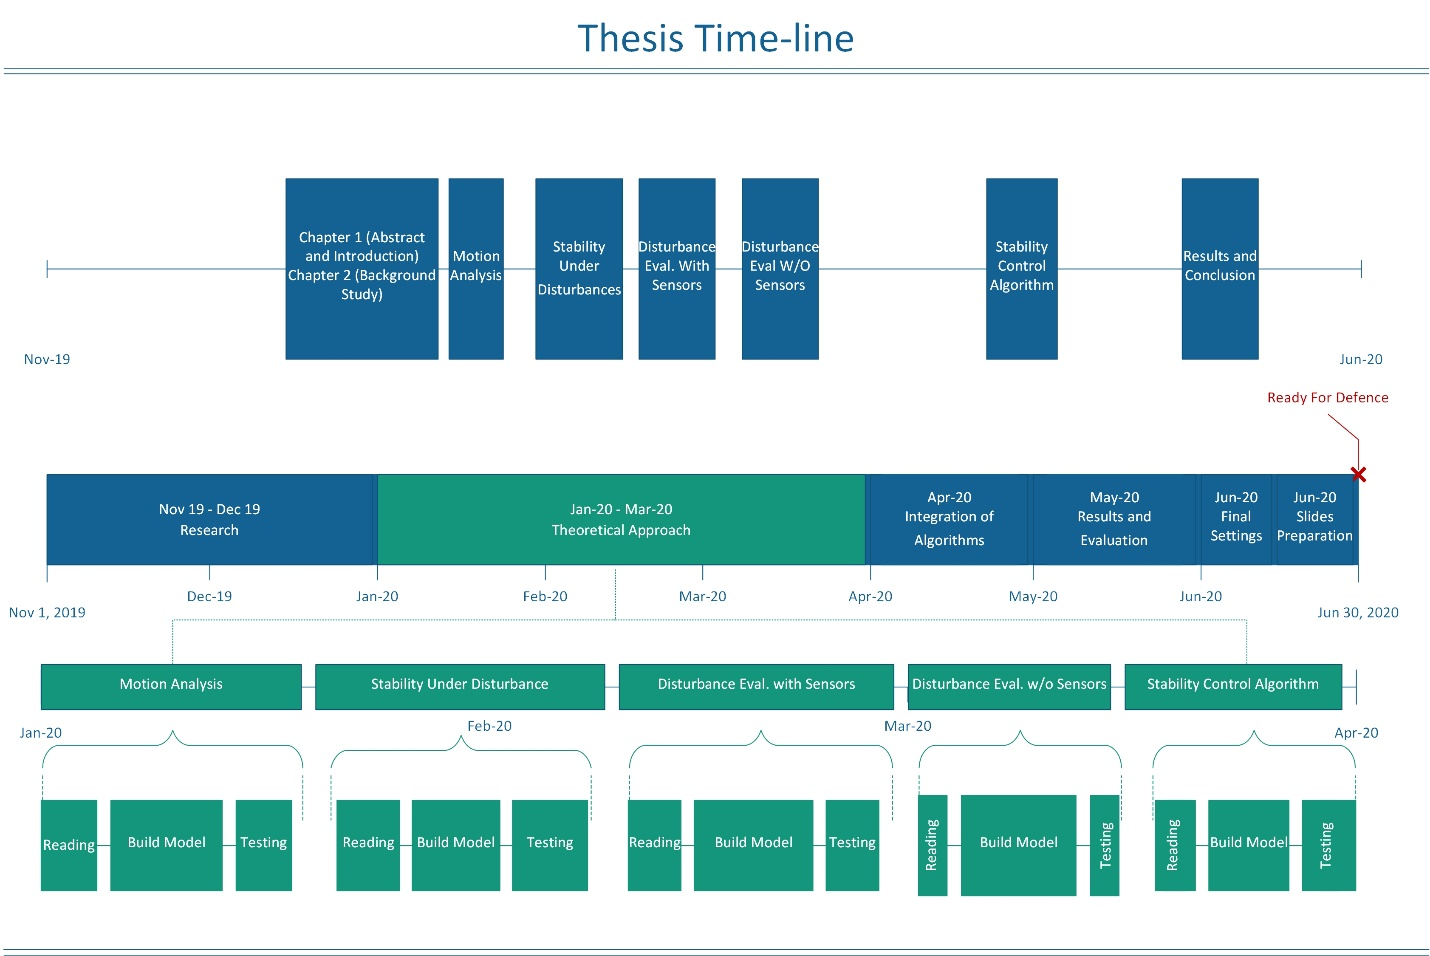 Thesis Time-line
Chapter 1 (Abstract
and Introduction)
Chapter 2 (Background
Study)
Motion
Analysis
Stability
Under
Disturbances
Disturbance
Eval. With
Sensors
Disturbance
Eval W/O
Sensors
Stability
Control
Algorithm
Results and
Conclusion
Nov-19
Jun-20
Ready For Defence
Nov 19 - Dec 19
Research
Jan-20 - Mar-20
Theoretical Approach
Apr-20
Integration of
Algorithms
May-20
Results and
Evaluation
Jun-20
Final
Settings
Jun-20
Slides
Preparation
Nov 1, 2019
Dec-19
Jan-20
Feb-20
Mar-20
Apr-20
May-20
Jun-20
Jun 30, 2020
Motion Analysis
Stability Under Disturbance
Disturbance Eval. with Sensors
Disturbance Eval. w/o Sensors
Stability Control Algorithm
Jan-20
Feb-20
Mar-20
Apr-20
Reading
Build Model
Testing
Reading
Build Model
Testing
Reading
Build Model
Testing
Reading
Build Model
Testing
Reading
Build Model
Testing